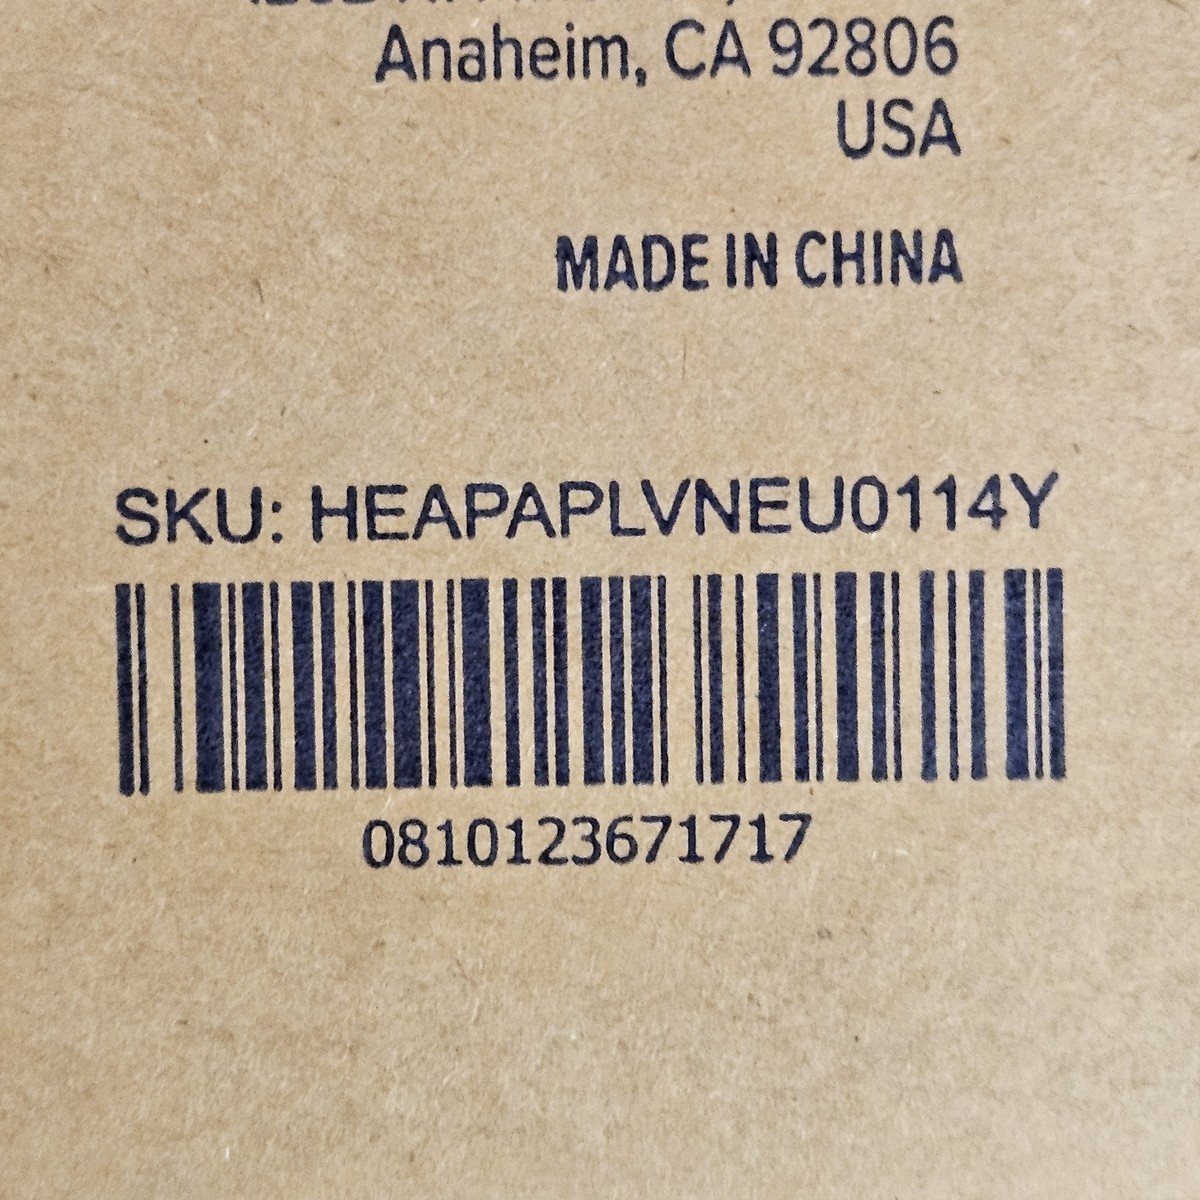 Anaheim, CA 92806
USA
MADE IN CHINA
SKU: HEAPAPLVNEU0114Y
0810123671717